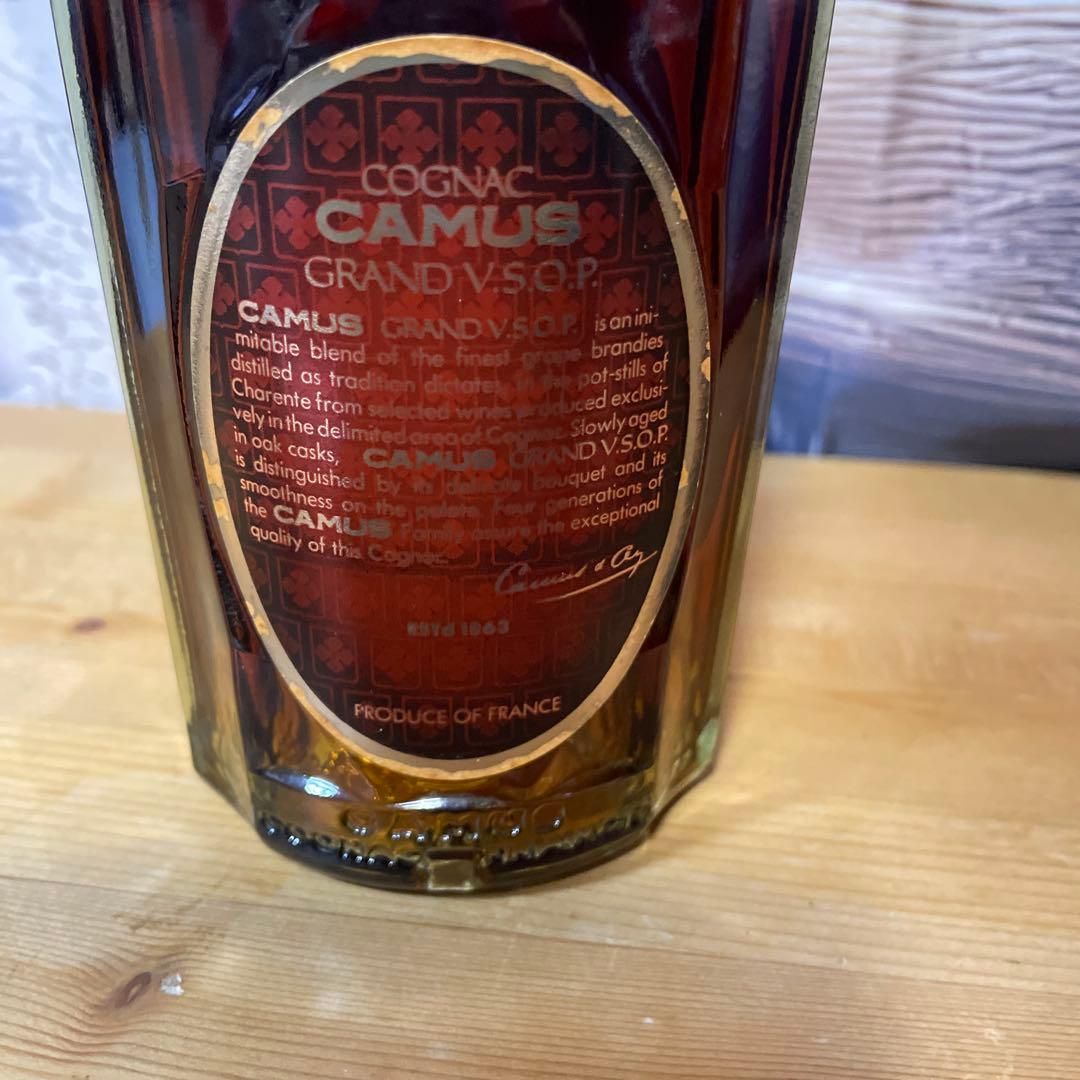 COGNAC
CAMUS
GRAND V.S.O.P.
CAMUS GRAND V.S.O.P. is an ini-
mitable blend of the finest grape brandies
distilled as tradition dictates, in the pot-stills of
Charente from selected wines produced exclusi-
vely in the delimited area of Cognac. Slowly aged
in oak casks, CAMUS GRAND V.S.O.P.
is distinguished by its delicate bouquet and its
smoothness on the palate. Four generations of
the CAMUS Family assure the exceptional
quality of this Cognac.
ESTd 1863
PRODUCE OF FRANCE
CAMUS